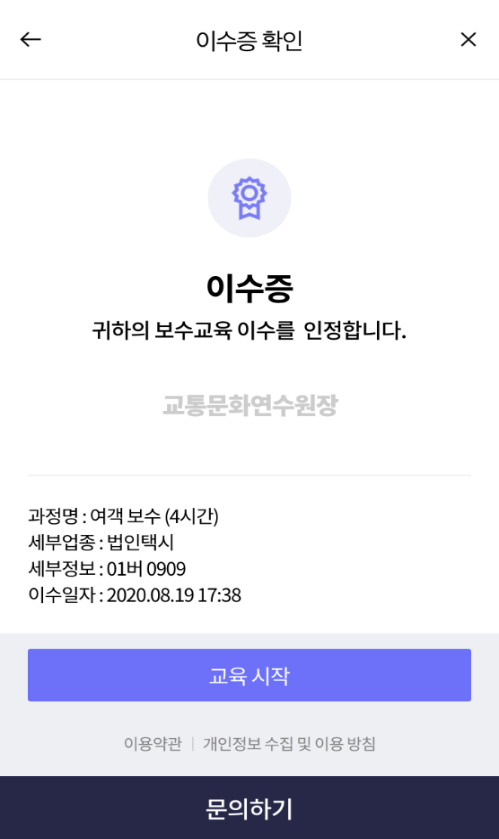 이수증 확인
이수증
귀하의 보수교육 이수를 인정합니다.
교통문화연수원장
과정명 : 여객 보수 (4시간)
세부업종 : 법인택시
세부정보 : 01버 0909
이수일자 : 2020.08.19 17:38
교육 시작
이용약관 | 개인정보 수집 및 이용 방침
문의하기